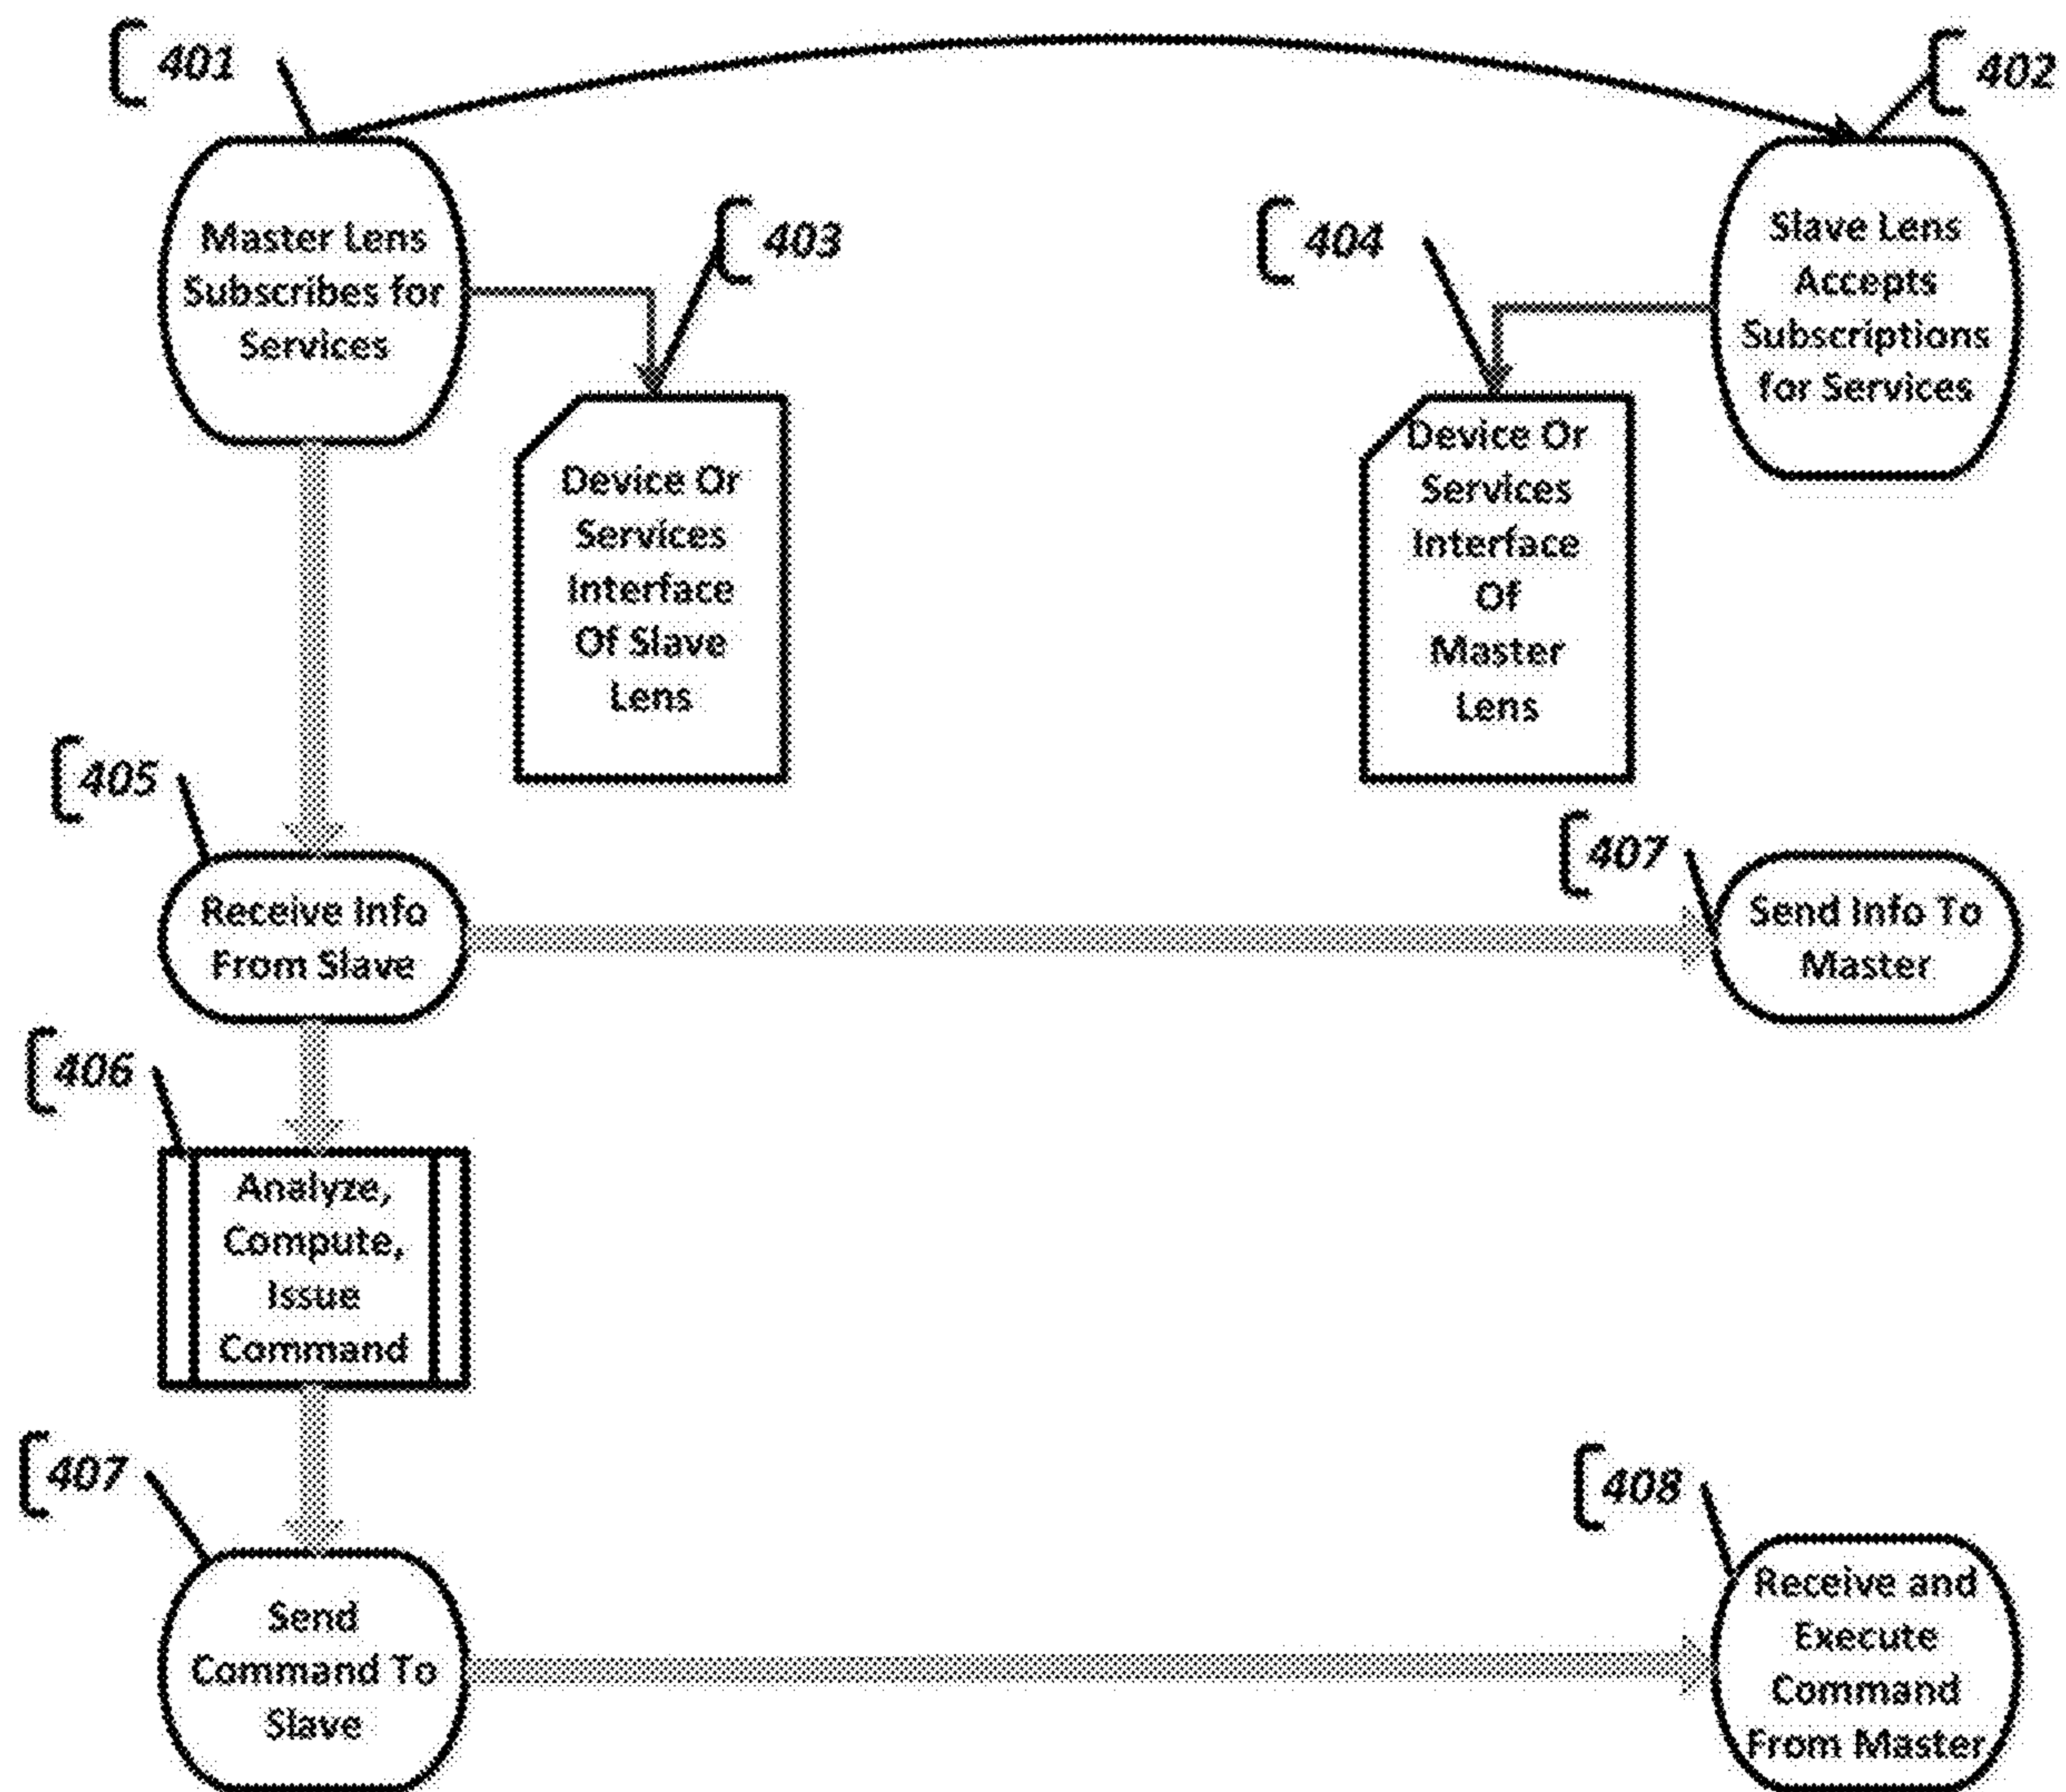 401
402
Master Lens
Subscribes for
Services
403
404
Slave Lens
Accepts
Subscriptions
for Services
Device Or
Services
Interface
Of Slave
Lens
Device Or
Services
Interface
Of
Master
Lens
405
407
Receive Info
From Slave
Send Info To
Master
406
Analyze,
Compute,
Issue
Command
407
408
Send
Command To
Slave
Receive and
Execute
Command
From Master